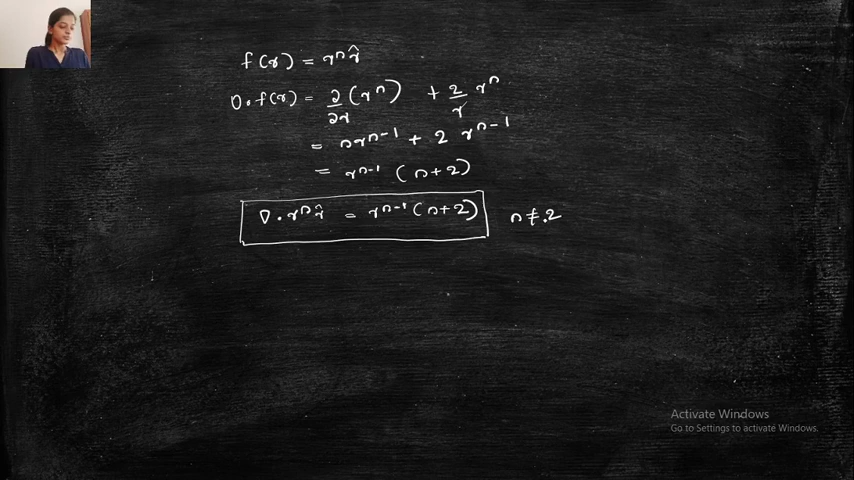 f(r) = rⁿ r̂
∇·f(r) = ∂/∂r (rⁿ) + 2/r rⁿ
= nrⁿ⁻¹ + 2 rⁿ⁻¹
= rⁿ⁻¹ (n+2)
∇·rⁿ r̂ = rⁿ⁻¹ (n+2) n≠.2
Activate Windows
Go to Settings to activate Windows.